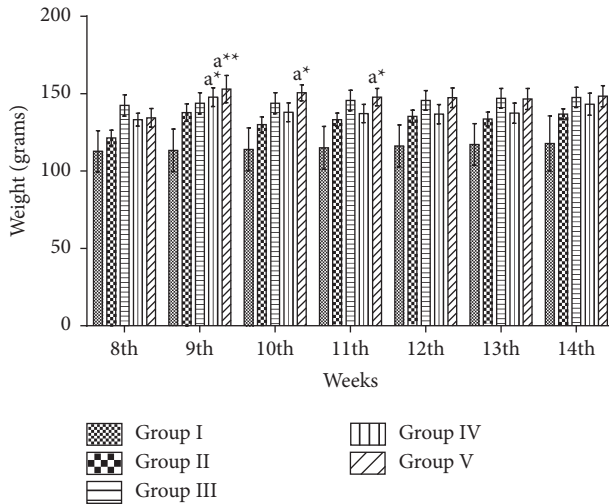 200
150
100
50
0
Weight (grams)
a*
a**
a*
a*
8th 9th 10th 11th 12th 13th 14th
Weeks
Group I
Group II
Group III
Group IV
Group V